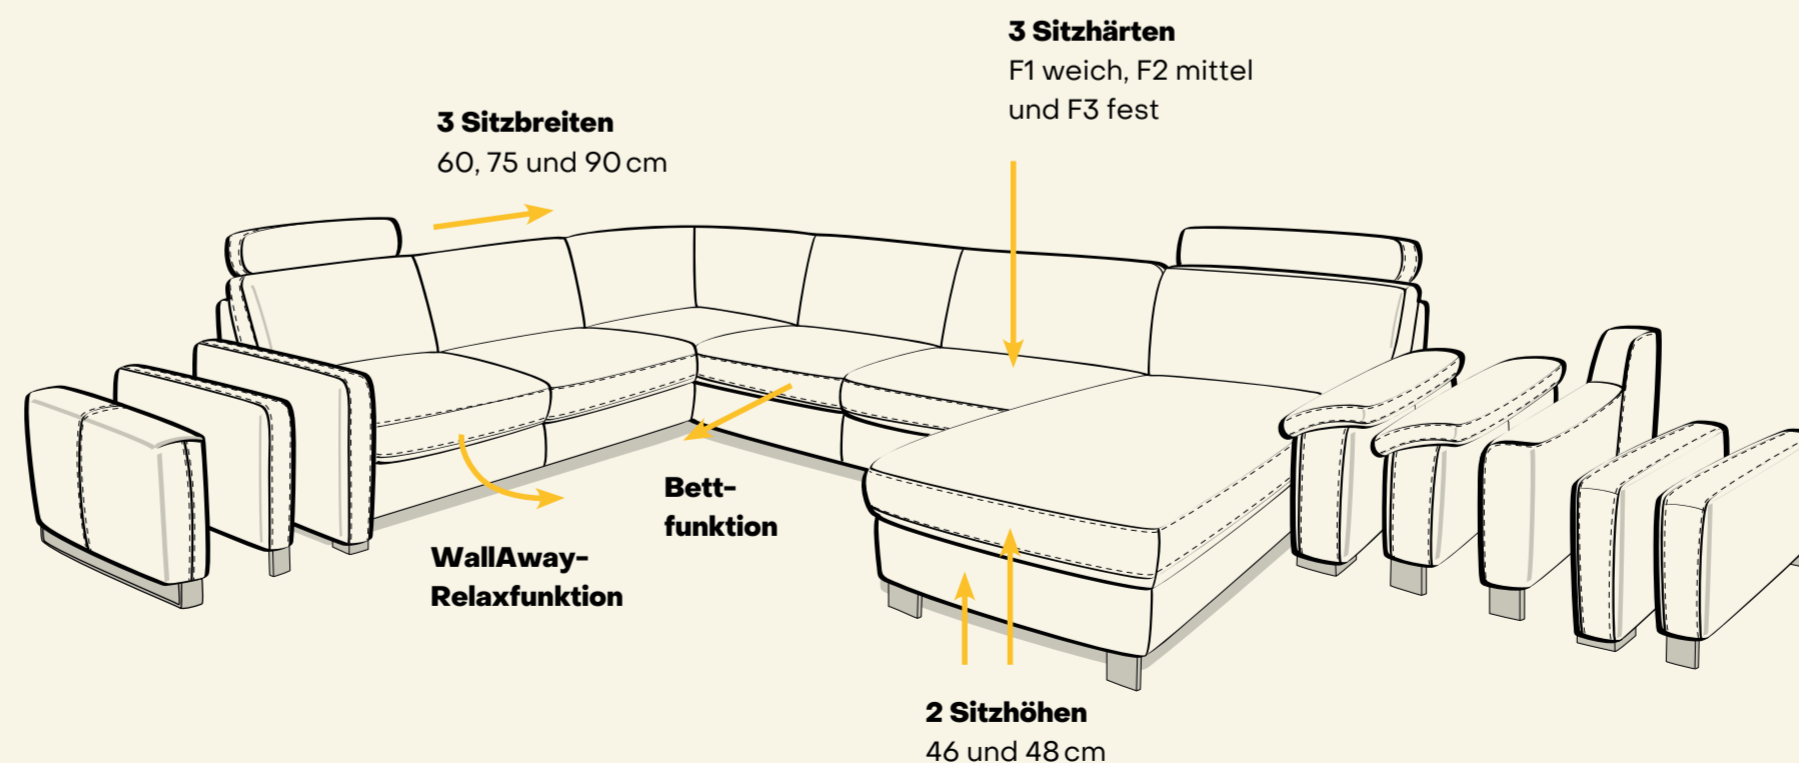 3 Sitzhärten
F1 weich, F2 mittel
und F3 fest
3 Sitzbreiten
60, 75 und 90 cm
Bett-
funktion
WallAway-
Relaxfunktion
2 Sitzhöhen
46 und 48 cm